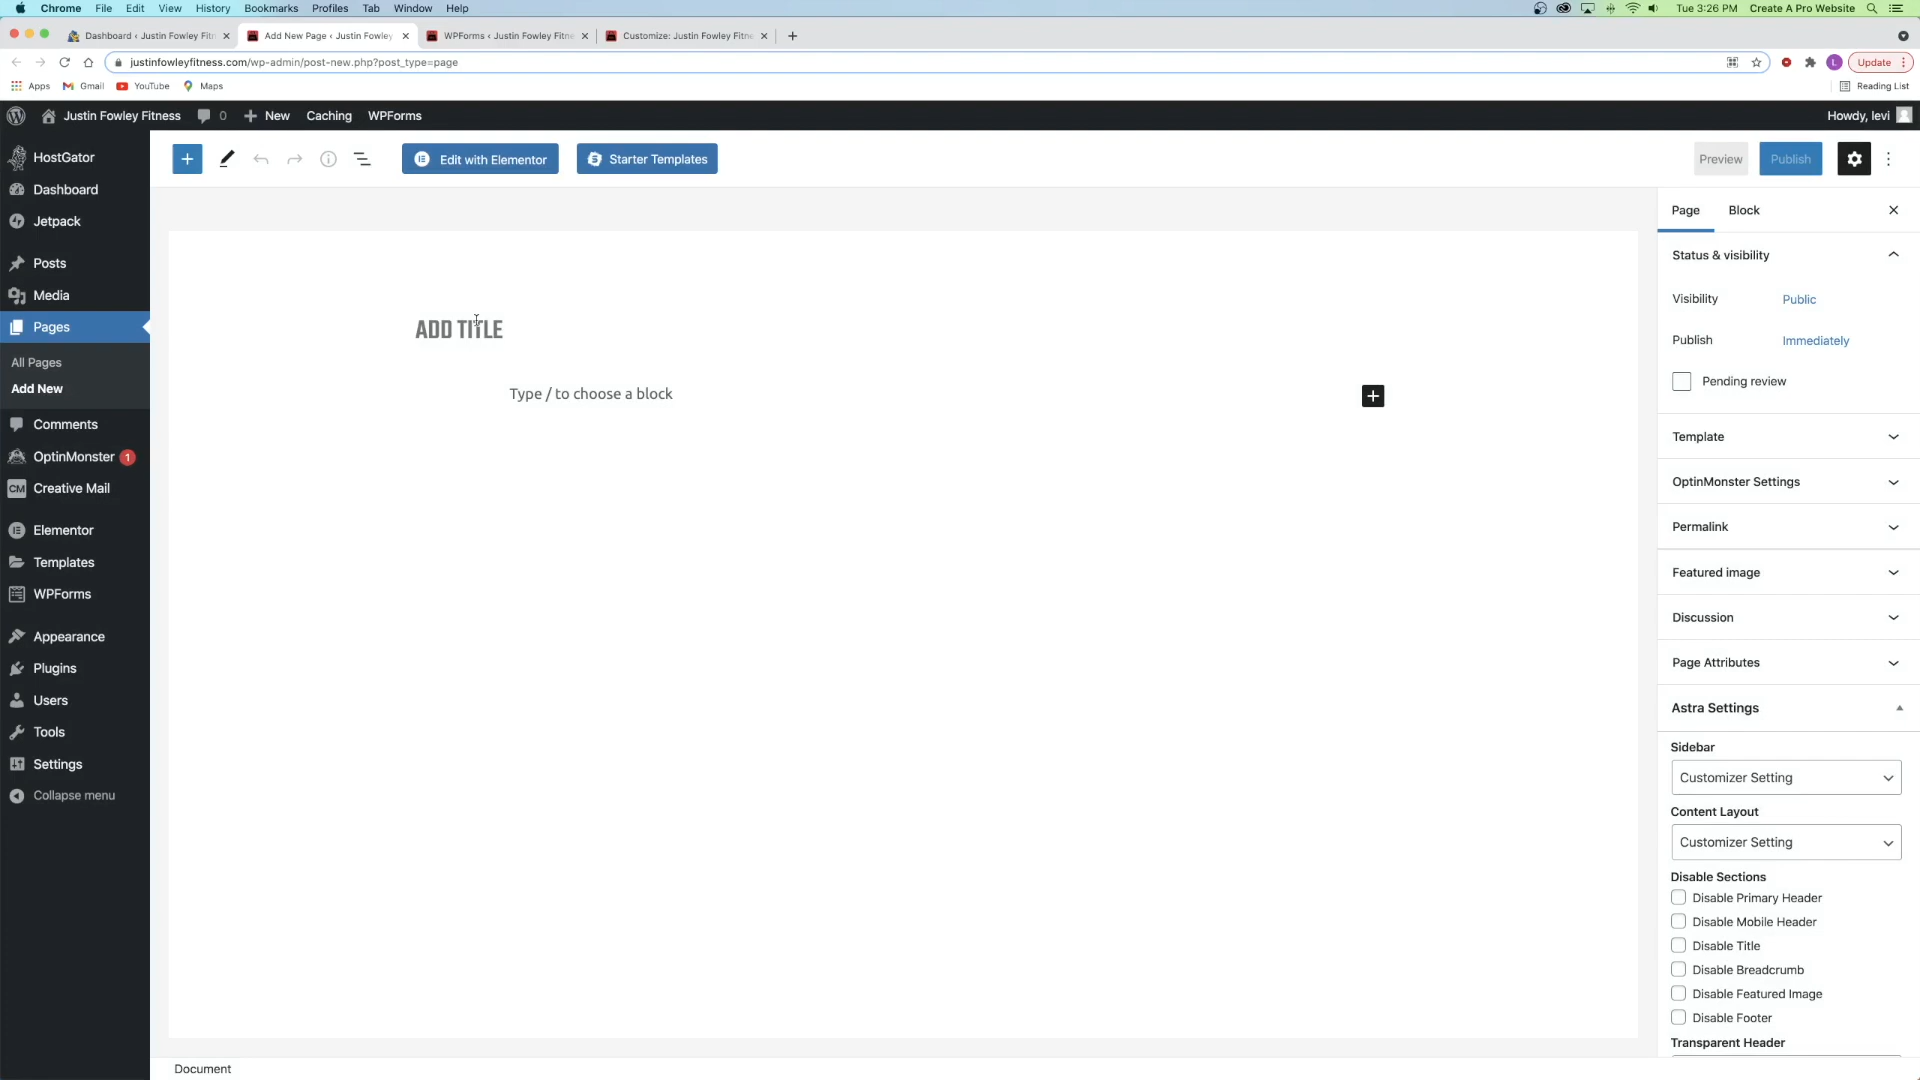 Chrome File Edit View History Bookmarks Profiles Tab Window Help Tue 3:26 PM Create A Pro Website
Dashboard ‹ Justin Fowley Fit Add New Page ‹ Justin Fowley WPForms ‹ Justin Fowley Fitne Customize: Justin Fowley Fitne
justinfowleyfitness.com/wp-admin/post-new.php?post_type=page L Update
Apps Gmail YouTube Maps Reading List
Justin Fowley Fitness 0 New Caching WPForms Howdy, levi
HostGator
Dashboard
Jetpack
Posts
Media
Pages
All Pages
Add New
Comments
OptinMonster 1
CM Creative Mail
Elementor
Templates
WPForms
Appearance
Plugins
Users
Tools
Settings
Collapse menu
Edit with Elementor Starter Templates Preview Publish
ADD TITLE
Type / to choose a block
Page Block
Status & visibility
Visibility Public
Publish Immediately
Pending review
Template
OptinMonster Settings
Permalink
Featured image
Discussion
Page Attributes
Astra Settings
Sidebar
Customizer Setting
Content Layout
Customizer Setting
Disable Sections
Disable Primary Header
Disable Mobile Header
Disable Title
Disable Breadcrumb
Disable Featured Image
Disable Footer
Transparent Header
Document